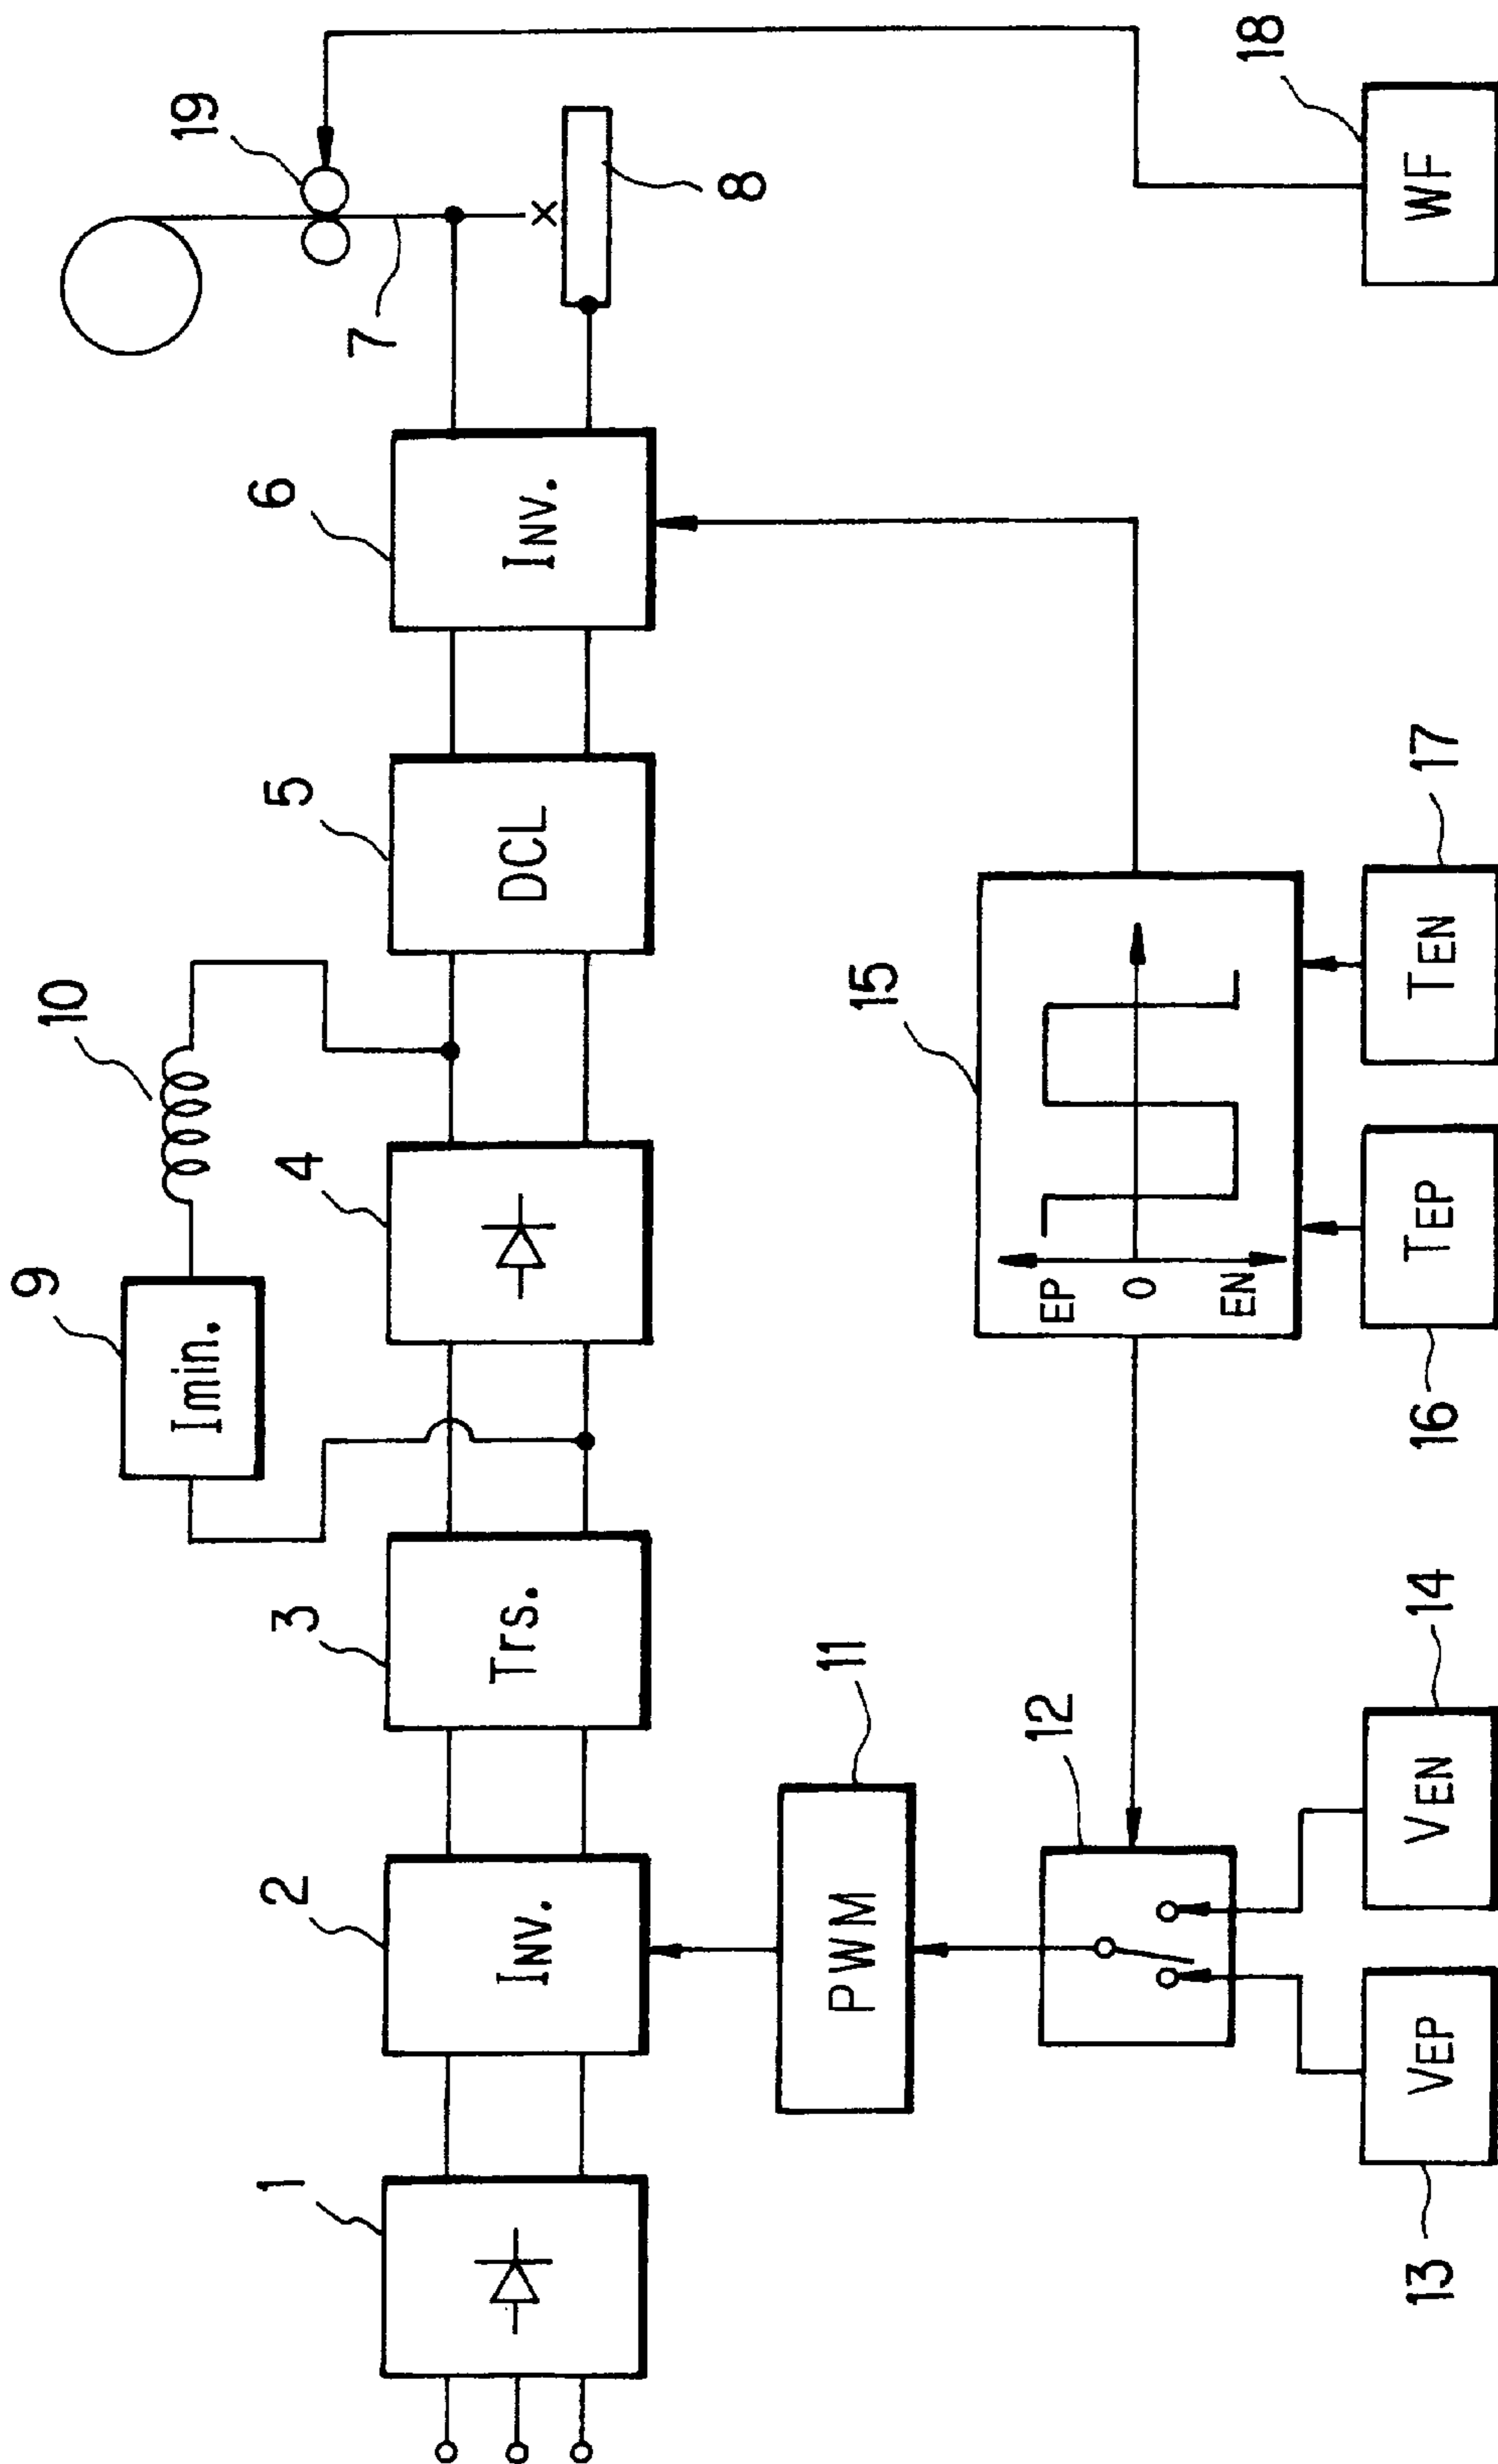 19
18
7
8
WF
6
INV.
5
DCL
10
4
9
Imin.
3
Trs.
2
INV.
1
15
EP
0
EN
17
TEN
16
TEP
11
PWM
12
14
VEN
13
VEP